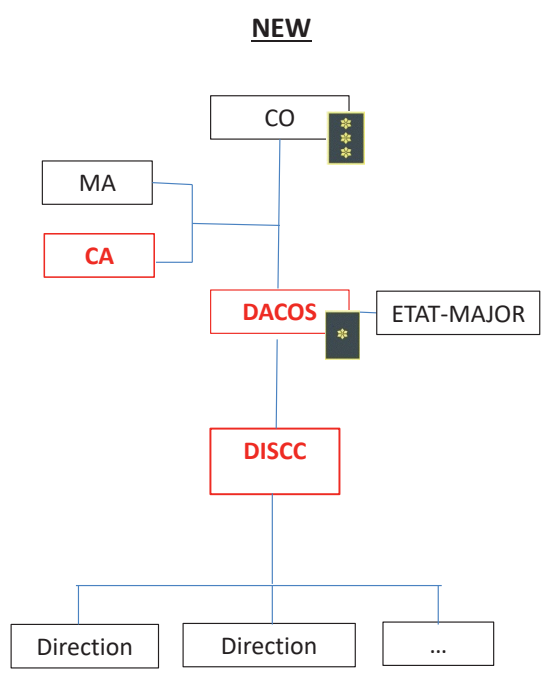 NEW
CO
MA
CA
DACOS
ETAT-MAJOR
DISCC
Direction
Direction
...